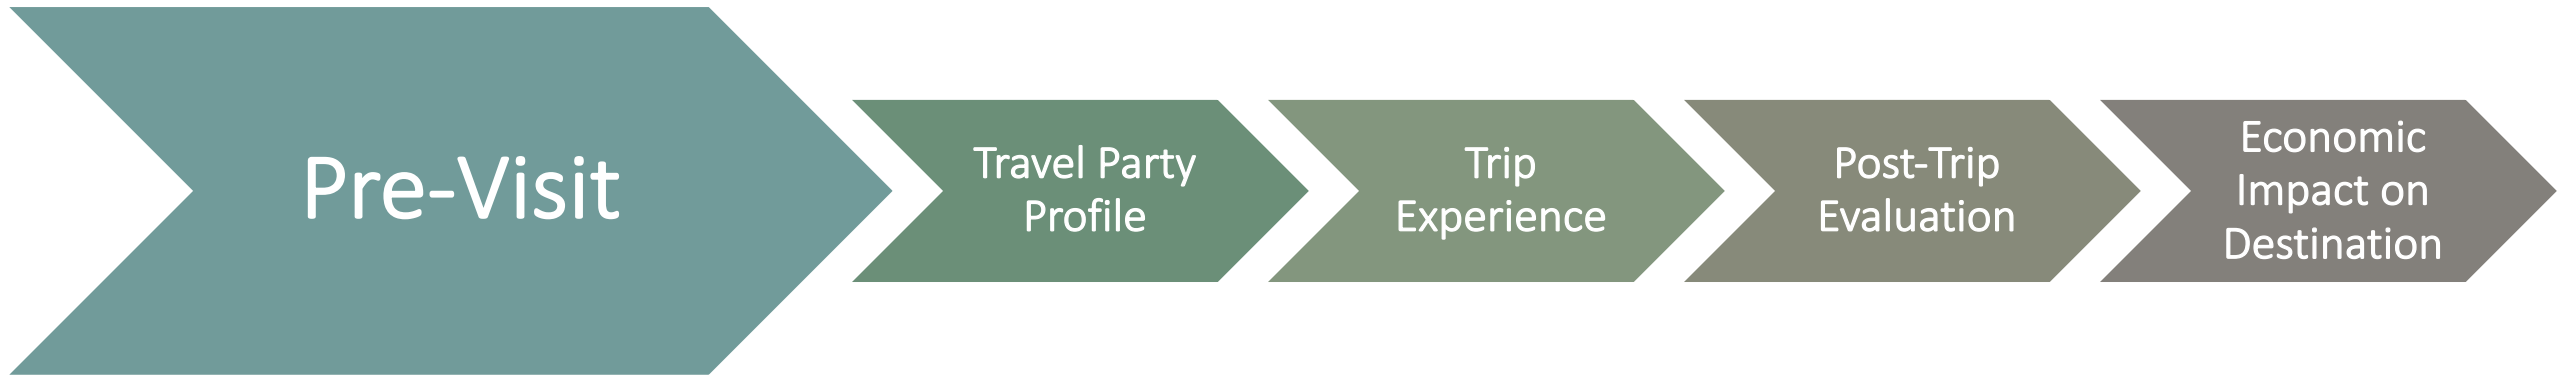 Pre-Visit
Travel Party
Profile
Trip
Experience
Post-Trip
Evaluation
Economic
Impact on
Destination